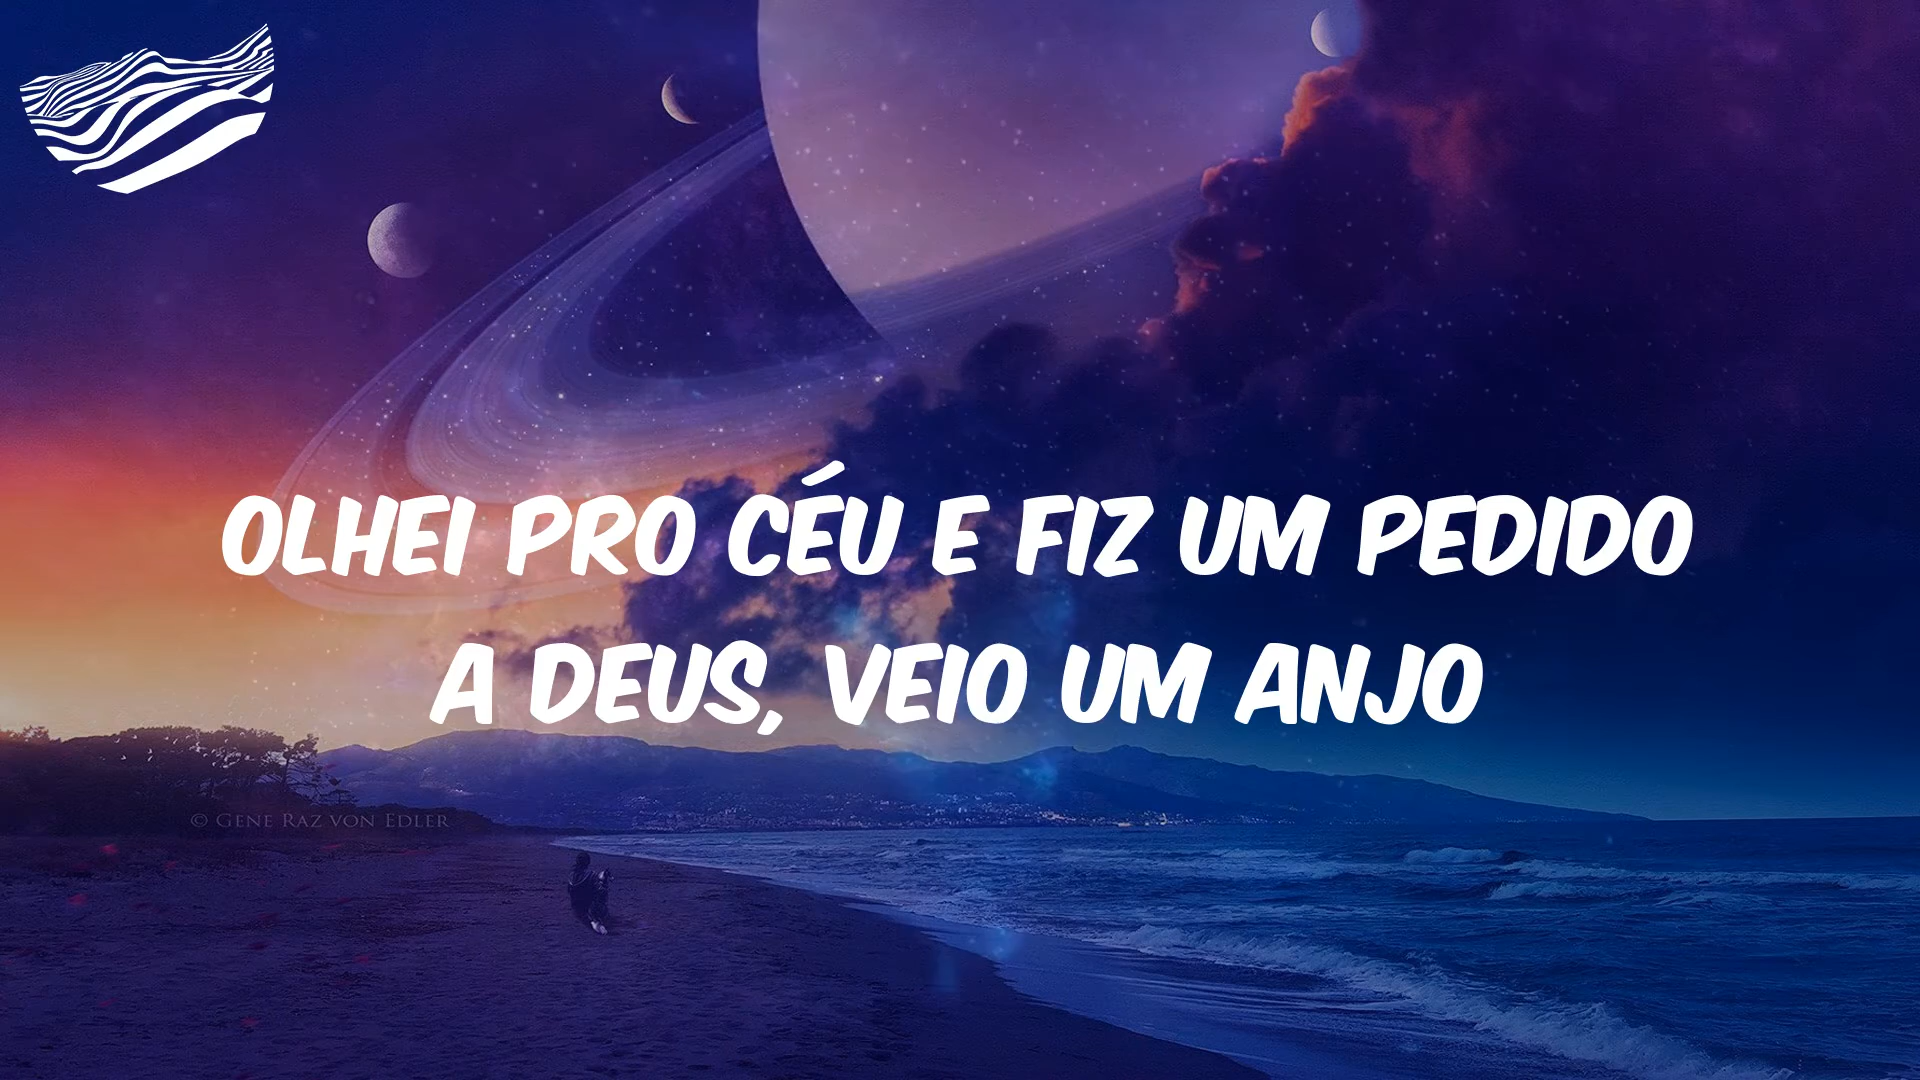 OLHEI PRO CÉU E FIZ UM PEDIDO
A DEUS, VEIO UM ANJO
© GENE RAZ VON EDLER